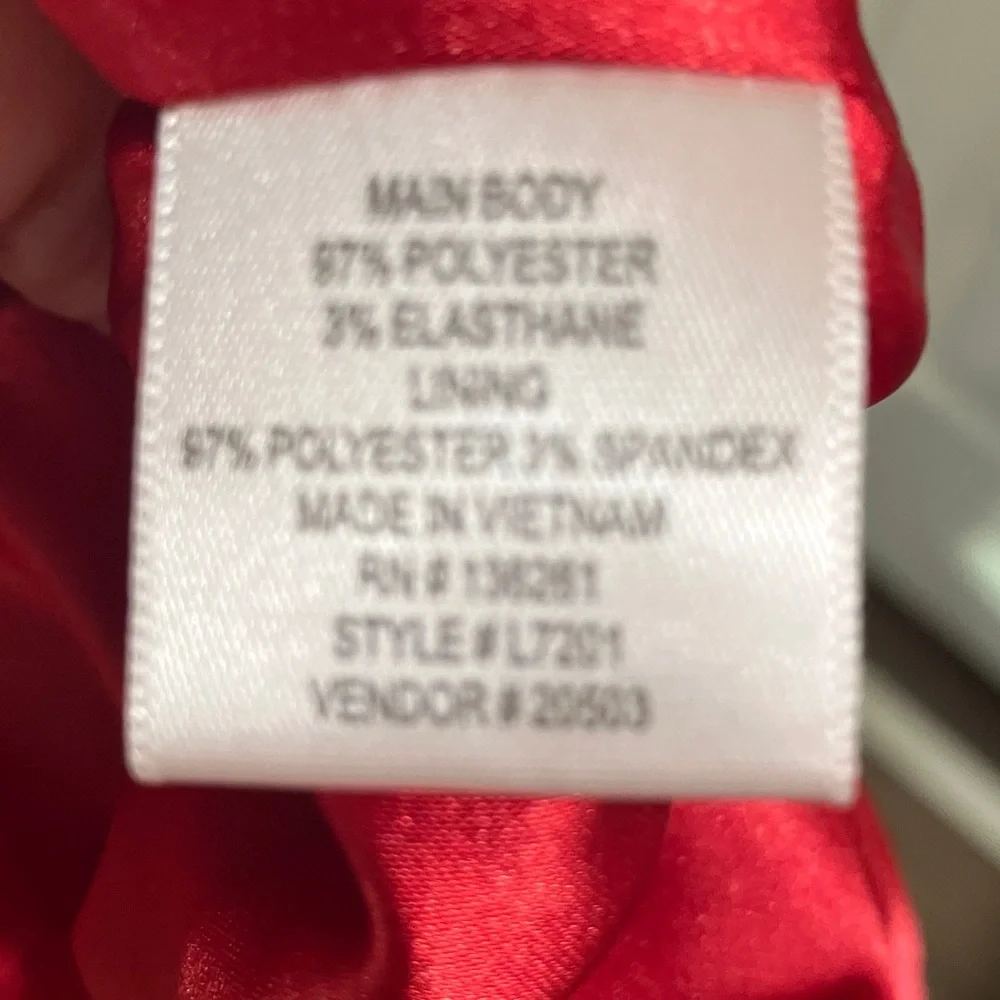 MAIN BODY
97% POLYESTER
3% ELASTHANE
LINING
97% POLYESTER 3% SPANDEX
MADE IN VIETNAM
RN #
STYLE # L7201
VENDOR # 20503